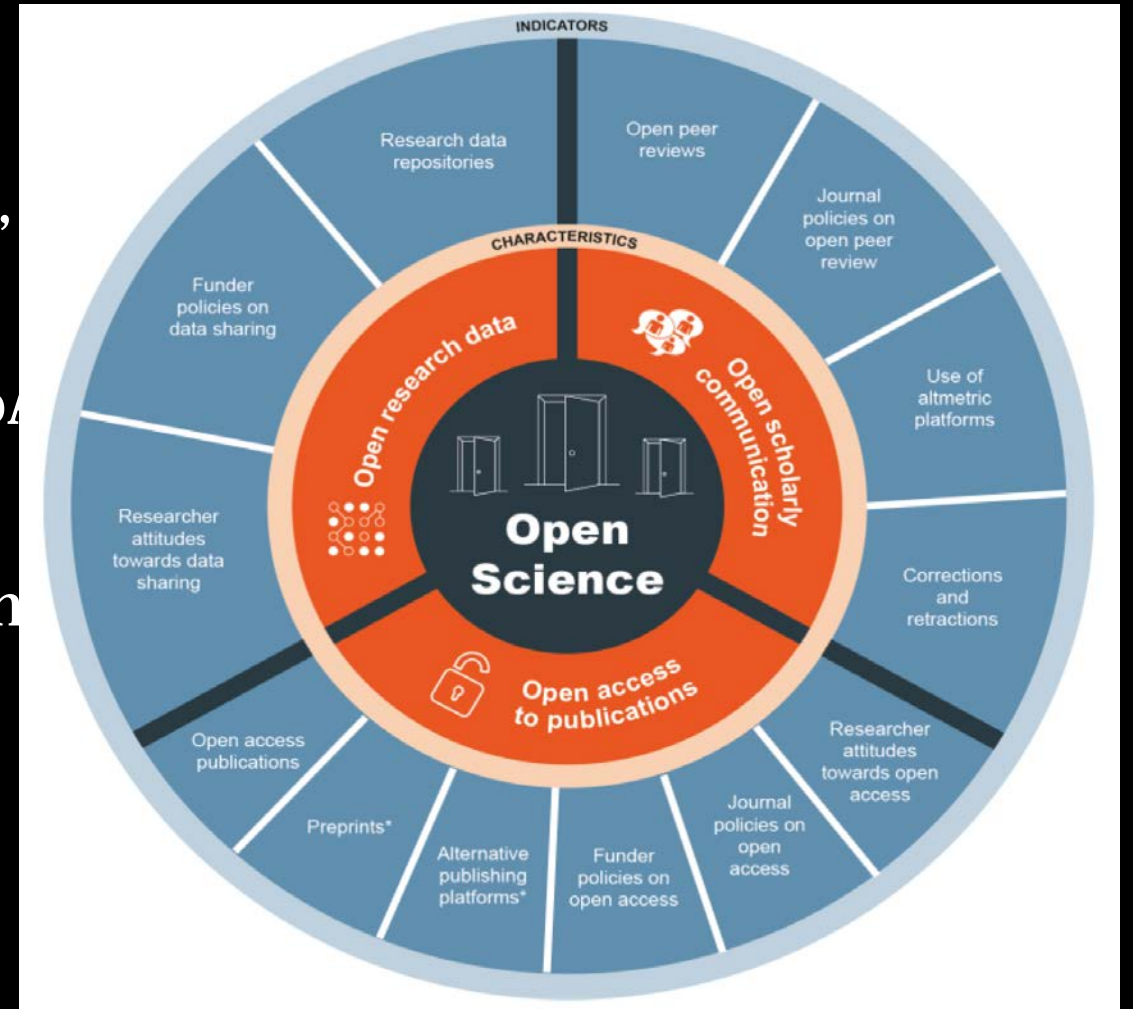 INDICATORS
Research data
repositories
Open peer
reviews
Journal
policies on
open peer
review
Use of
altmetric
platforms
Corrections
and
retractions
Researcher
attitudes
towards open
access
Journal
policies on
open
access
Funder
policies on
open access
Alternative
publishing
platforms*
Preprints*
Open access
publications
Researcher
attitudes
towards data
sharing
Funder
policies on
data sharing
CHARACTERISTICS
Open research data
Open scholarly
communication
Open access
to publications
Open
Science